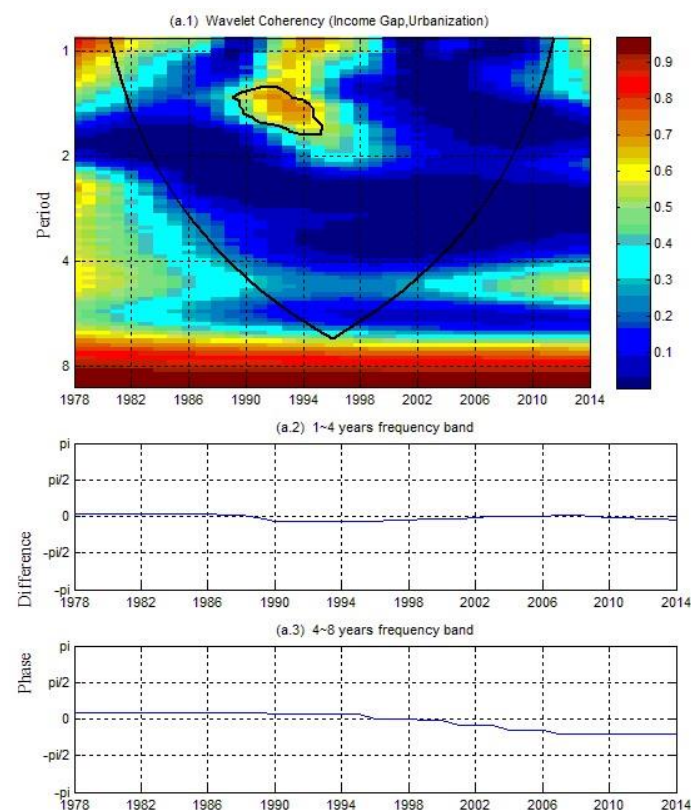 (a.1) Wavelet Coherency (Income Gap,Urbanization)
1
2
4
8
Period
1978 1982 1986 1990 1994 1998 2002 2006 2010 2014
0.9
0.8
0.7
0.6
0.5
0.4
0.3
0.2
0.1
(a.2) 1~4 years frequency band
pi
pi/2
0
-pi/2
-pi
Difference
1978 1982 1986 1990 1994 1998 2002 2006 2010 2014
(a.3) 4~8 years frequency band
pi
pi/2
0
-pi/2
-pi
Phase
1978 1982 1986 1990 1994 1998 2002 2006 2010 2014